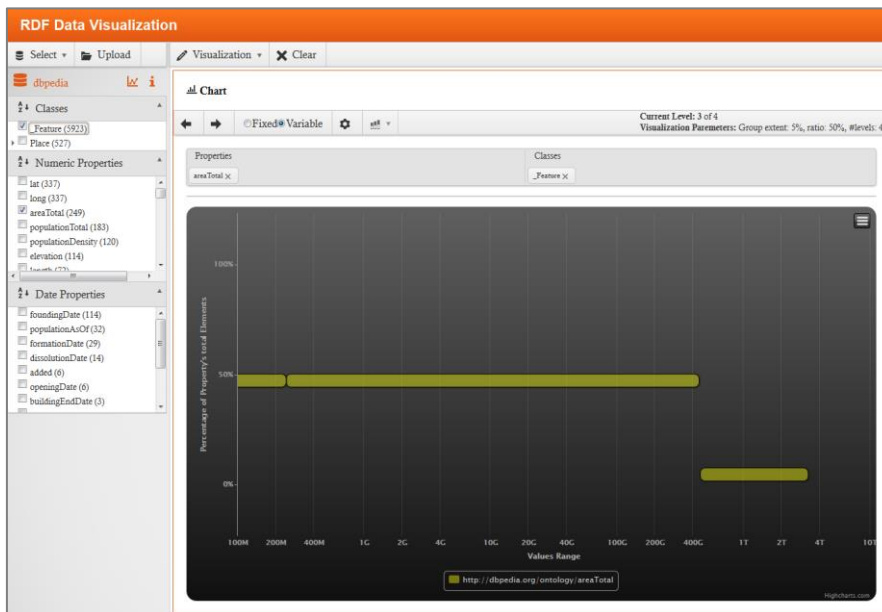 RDF Data Visualization
Select Upload Visualization Clear
dbpedia
Classes
_Feature (5923)
Place (527)
Numeric Properties
lat (337)
long (337)
areaTotal (249)
populationTotal (183)
populationDensity (120)
elevation (114)
length (72)
Date Properties
foundingDate (114)
populationAsOf (32)
formationDate (29)
dissolutionDate (14)
added (6)
openingDate (6)
buildingEndDate (3)
Chart
Fixed Variable
Current Level: 3 of 4
Visualization Paremeters: Group extent: 5%, ratio: 50%, #levels: 4
Properties Classes
areaTotal x _Feature x
Percentage of Property's total Elements
100%
50%
0%
100M 200M 400M 1G 2G 4G 10G 20G 40G 100G 200G 400G 1T 2T 4T 10T
Values Range
http://dbpedia.org/ontology/areaTotal
Highcharts.com